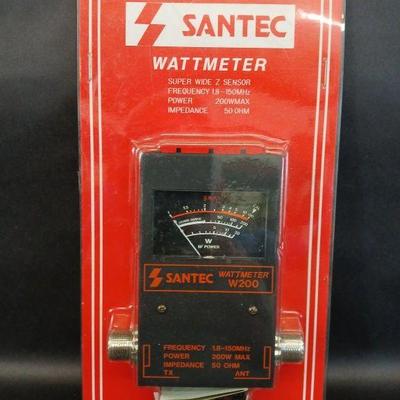 SANTEC
WATTMETER
SUPER WIDE Z SENSOR
FREQUENCY 1.8-150MHz
POWER 200WMAX
IMPEDANCE 50 OHM
W
RF POWER
SANTEC
WATTMETER
W200
FREQUENCY 1.8-150MHz
POWER 200W MAX
IMPEDANCE 50 OHM
TX ANT